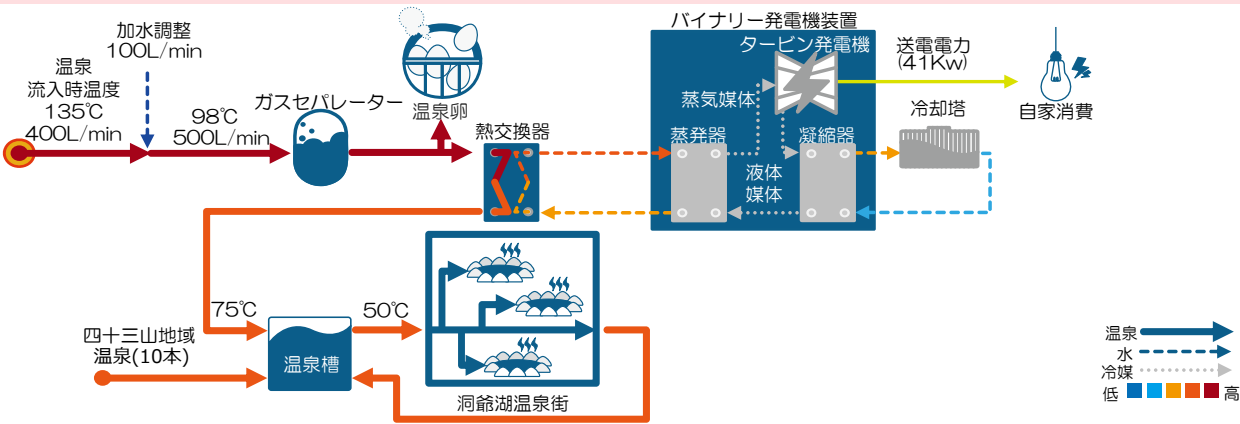 加水調整
100L/min
温泉
流入時温度
135℃
400L/min
98℃
500L/min
ガスセパレーター
温泉卵
熱交換器
バイナリー発電機装置
タービン発電機
蒸気媒体
蒸発器
凝縮器
液体
媒体
送電電力
(41Kw)
自家消費
冷却塔
75℃
50℃
四十三山地域
温泉(10本)
温泉槽
洞爺湖温泉街
温泉
水
冷媒
低
高